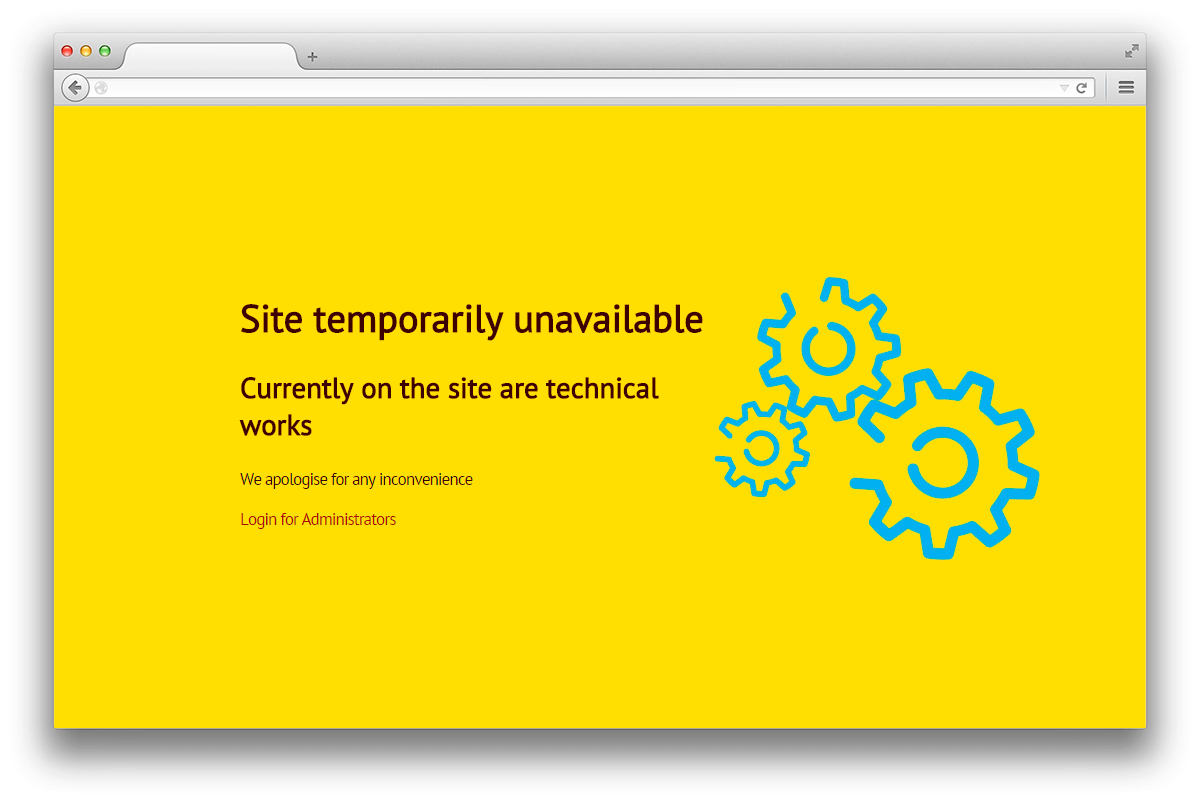 Site temporarily unavailable
Currently on the site are technical
works
We apologise for any inconvenience
Login for Administrators